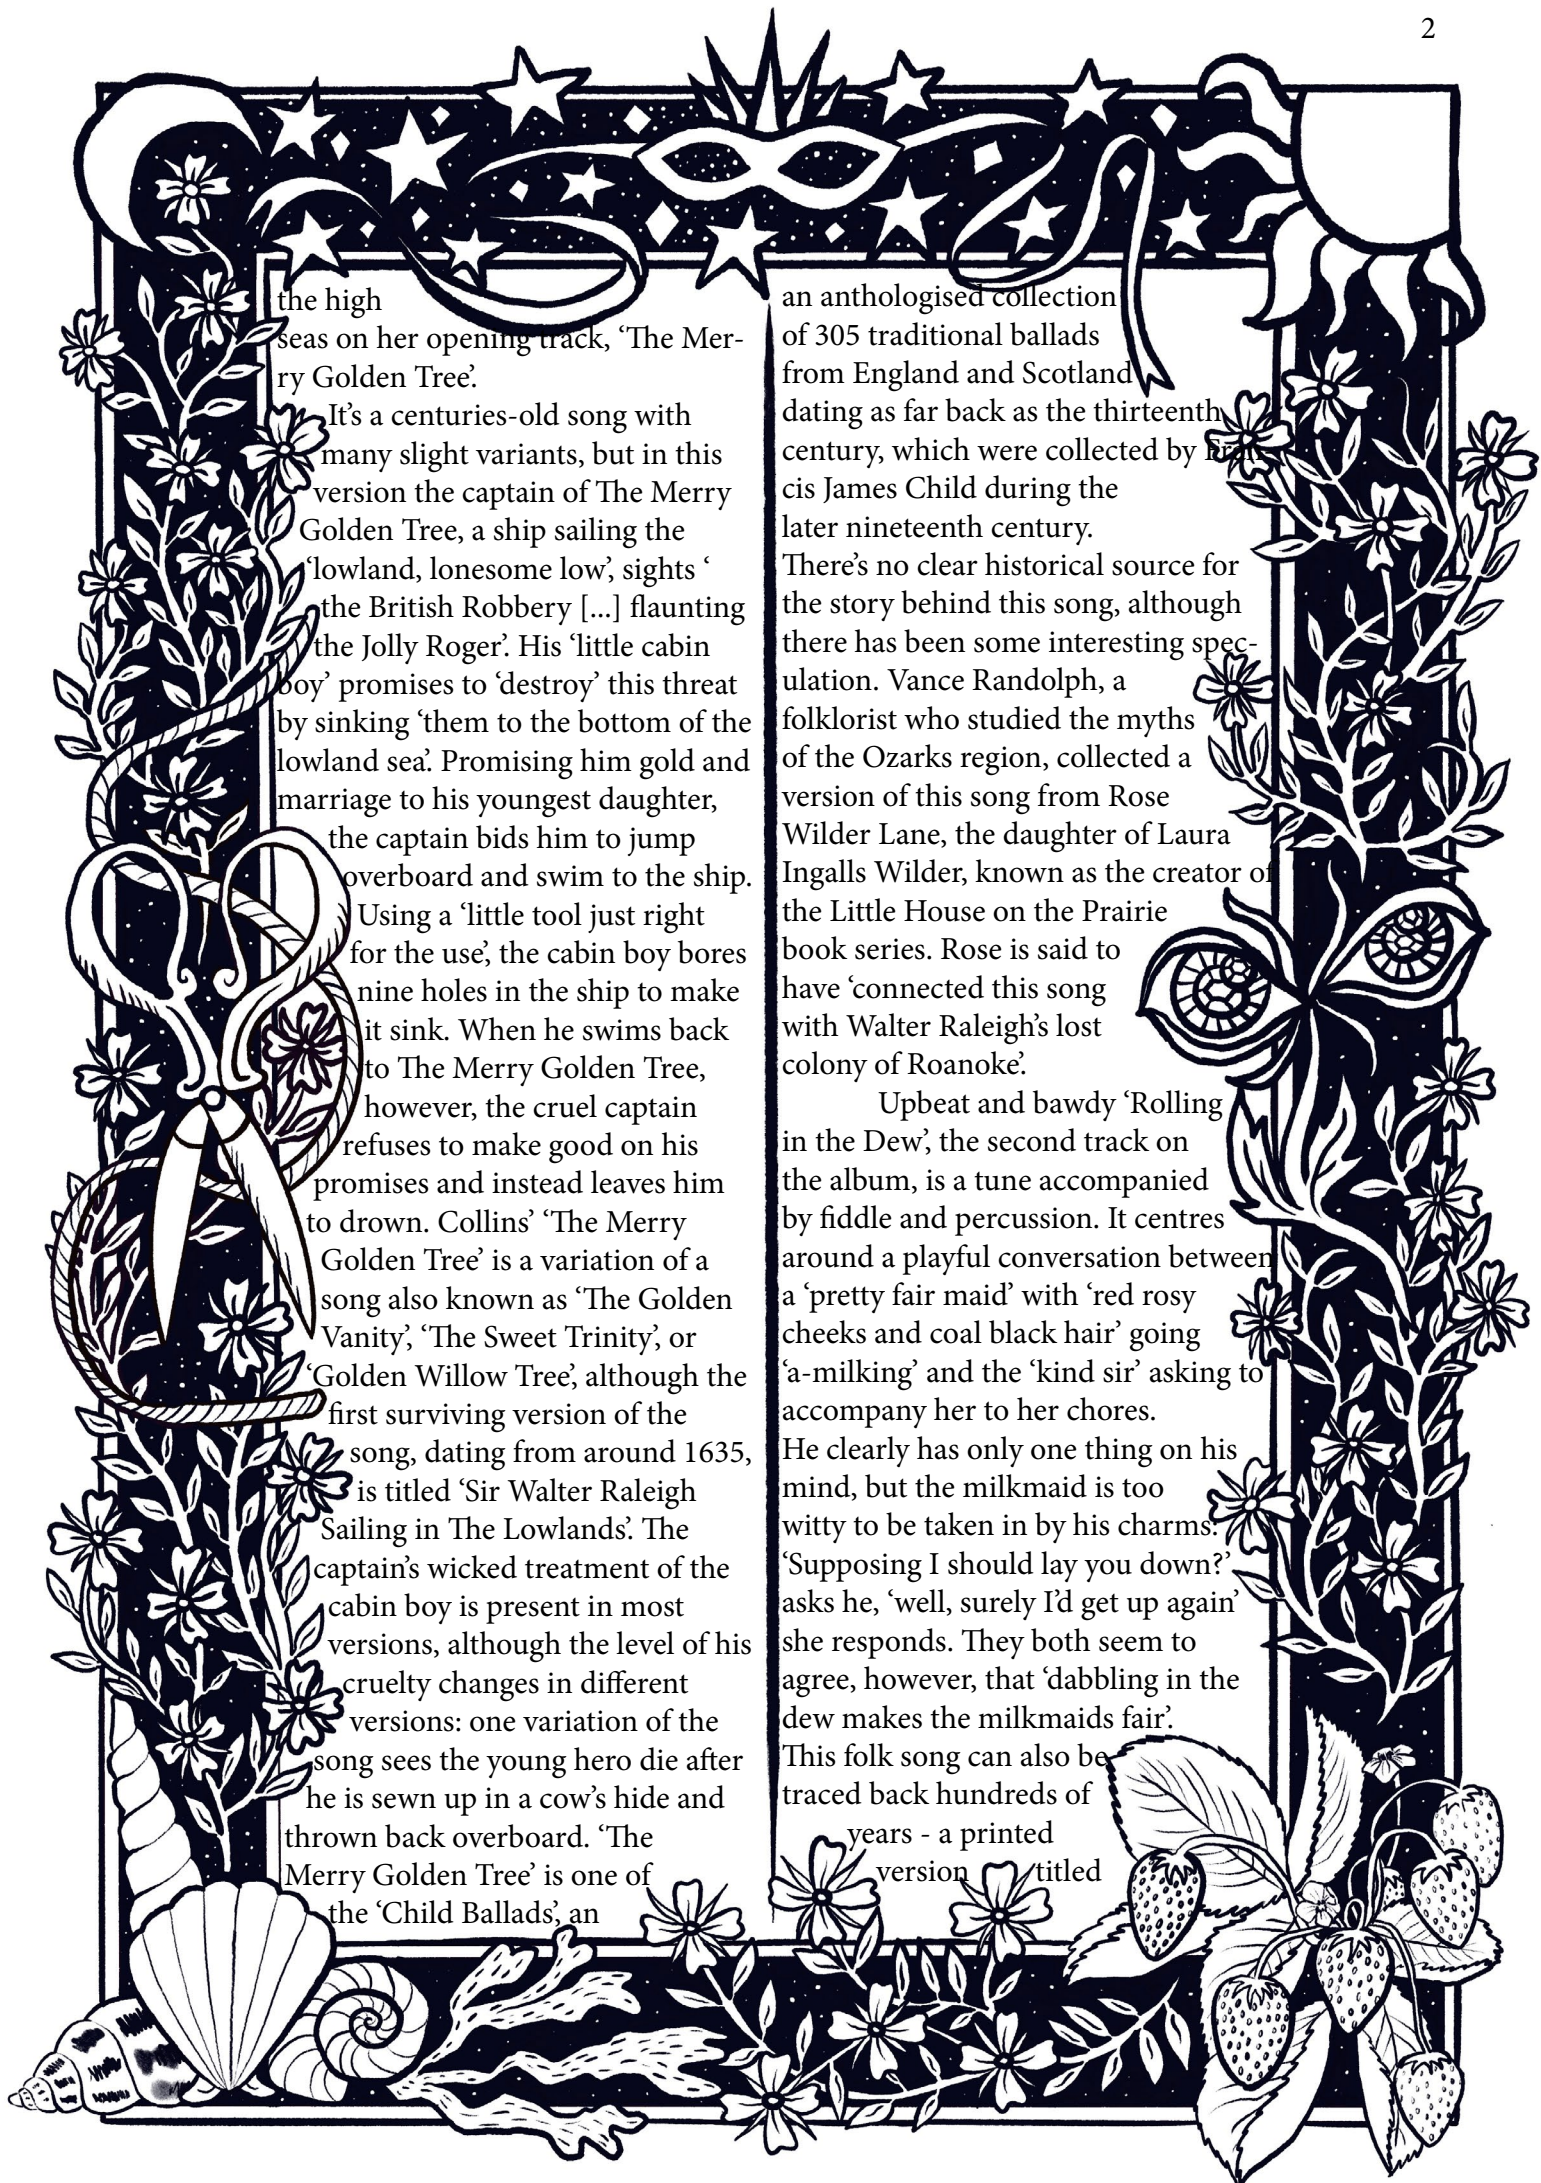 2
the high
seas on her opening track, ‘The Mer-
ry Golden Tree’.
It’s a centuries-old song with
many slight variants, but in this
version the captain of The Merry
Golden Tree, a ship sailing the
‘lowland, lonesome low’, sights ‘
the British Robbery [...] flaunting
the Jolly Roger’. His ‘little cabin
boy’ promises to ‘destroy’ this threat
by sinking ‘them to the bottom of the
lowland sea’. Promising him gold and
marriage to his youngest daughter,
the captain bids him to jump
overboard and swim to the ship.
Using a ‘little tool just right
for the use’, the cabin boy bores
nine holes in the ship to make
it sink. When he swims back
to The Merry Golden Tree,
however, the cruel captain
refuses to make good on his
promises and instead leaves him
to drown. Collins’ ‘The Merry
Golden Tree’ is a variation of a
song also known as ‘The Golden
Vanity’, ‘The Sweet Trinity’, or
‘Golden Willow Tree’, although the
first surviving version of the
song, dating from around 1635,
is titled ‘Sir Walter Raleigh
Sailing in The Lowlands’. The
captain’s wicked treatment of the
cabin boy is present in most
versions, although the level of his
cruelty changes in different
versions: one variation of the
song sees the young hero die after
he is sewn up in a cow’s hide and
thrown back overboard. ‘The
Merry Golden Tree’ is one of
the ‘Child Ballads’, an
an anthologised collection
of 305 traditional ballads
from England and Scotland
dating as far back as the thirteenth
century, which were collected by Fran-
cis James Child during the
later nineteenth century.
There’s no clear historical source for
the story behind this song, although
there has been some interesting spec-
ulation. Vance Randolph, a
folklorist who studied the myths
of the Ozarks region, collected a
version of this song from Rose
Wilder Lane, the daughter of Laura
Ingalls Wilder, known as the creator of
the Little House on the Prairie
book series. Rose is said to
have ‘connected this song
with Walter Raleigh’s lost
colony of Roanoke’.
Upbeat and bawdy ‘Rolling
in the Dew’, the second track on
the album, is a tune accompanied
by fiddle and percussion. It centres
around a playful conversation between
a ‘pretty fair maid’ with ‘red rosy
cheeks and coal black hair’ going
‘a-milking’ and the ‘kind sir’ asking to
accompany her to her chores.
He clearly has only one thing on his
mind, but the milkmaid is too
witty to be taken in by his charms:
‘Supposing I should lay you down?’
asks he, ‘well, surely I’d get up again’
she responds. They both seem to
agree, however, that ‘dabbling in the
dew makes the milkmaids fair’.
This folk song can also be
traced back hundreds of
years - a printed
version titled